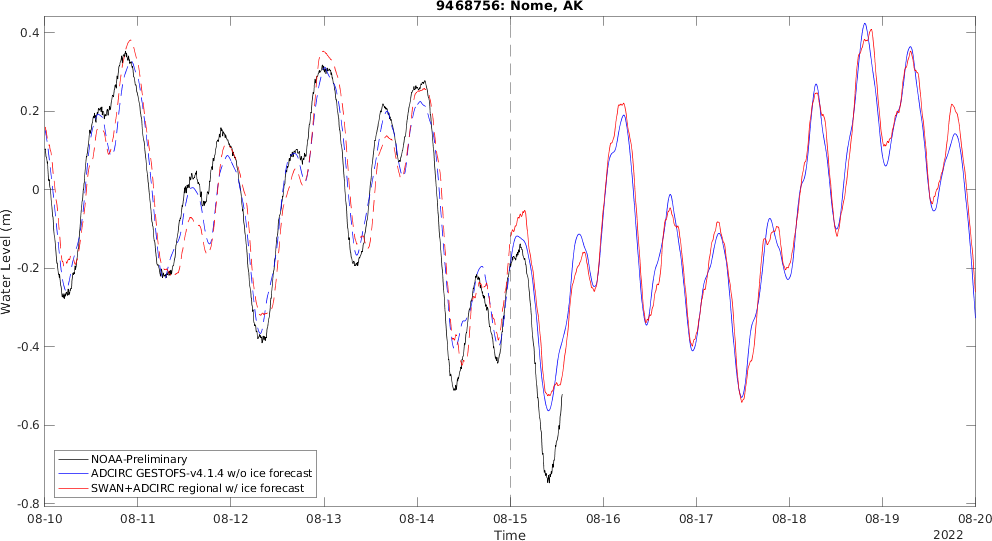 9468756: Nome, AK
0.4
0.2
0
-0.2
-0.4
-0.6
-0.8
Water Level (m)
NOAA-Preliminary
ADCIRC GESTOFS-v4.1.4 w/o ice forecast
SWAN+ADCIRC regional w/ ice forecast
08-10 08-11 08-12 08-13 08-14 08-15 08-16 08-17 08-18 08-19 08-20
Time
2022